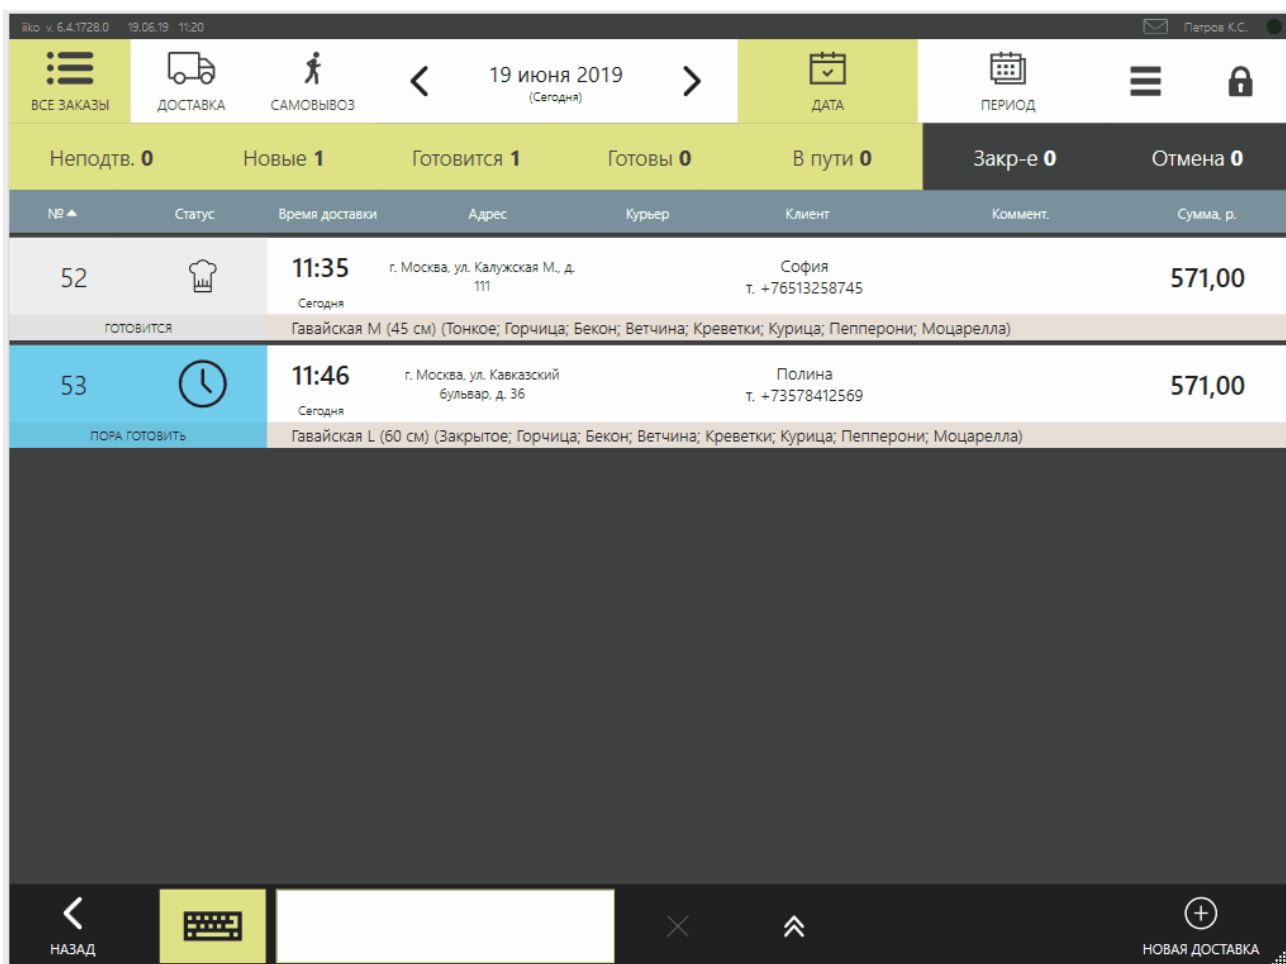 iiko v. 6.4.1728.0 19.06.19 11:20 Петров К.С.
ВСЕ ЗАКАЗЫ ДОСТАВКА САМОВЫВОЗ 19 июня 2019 ДАТА ПЕРИОД
(Сегодня)
Неподтв. 0 Новые 1 Готовится 1 Готовы 0 В пути 0 Закр-е 0 Отмена 0
№ Статус Время доставки Адрес Курьер Клиент Коммент. Сумма, р.
52 11:35 г. Москва, ул. Калужская М., д. София 571,00
111 т. +76513258745
Сегодня
ГОТОВИТСЯ Гавайская M (45 см) (Тонкое; Горчица; Бекон; Ветчина; Креветки; Курица; Пепперони; Моцарелла)
53 11:46 г. Москва, ул. Кавказский Полина 571,00
бульвар, д. 36 т. +73578412569
Сегодня
ПОРА ГОТОВИТЬ Гавайская L (60 см) (Закрытое; Горчица; Бекон; Ветчина; Креветки; Курица; Пепперони; Моцарелла)
НАЗАД НОВАЯ ДОСТАВКА